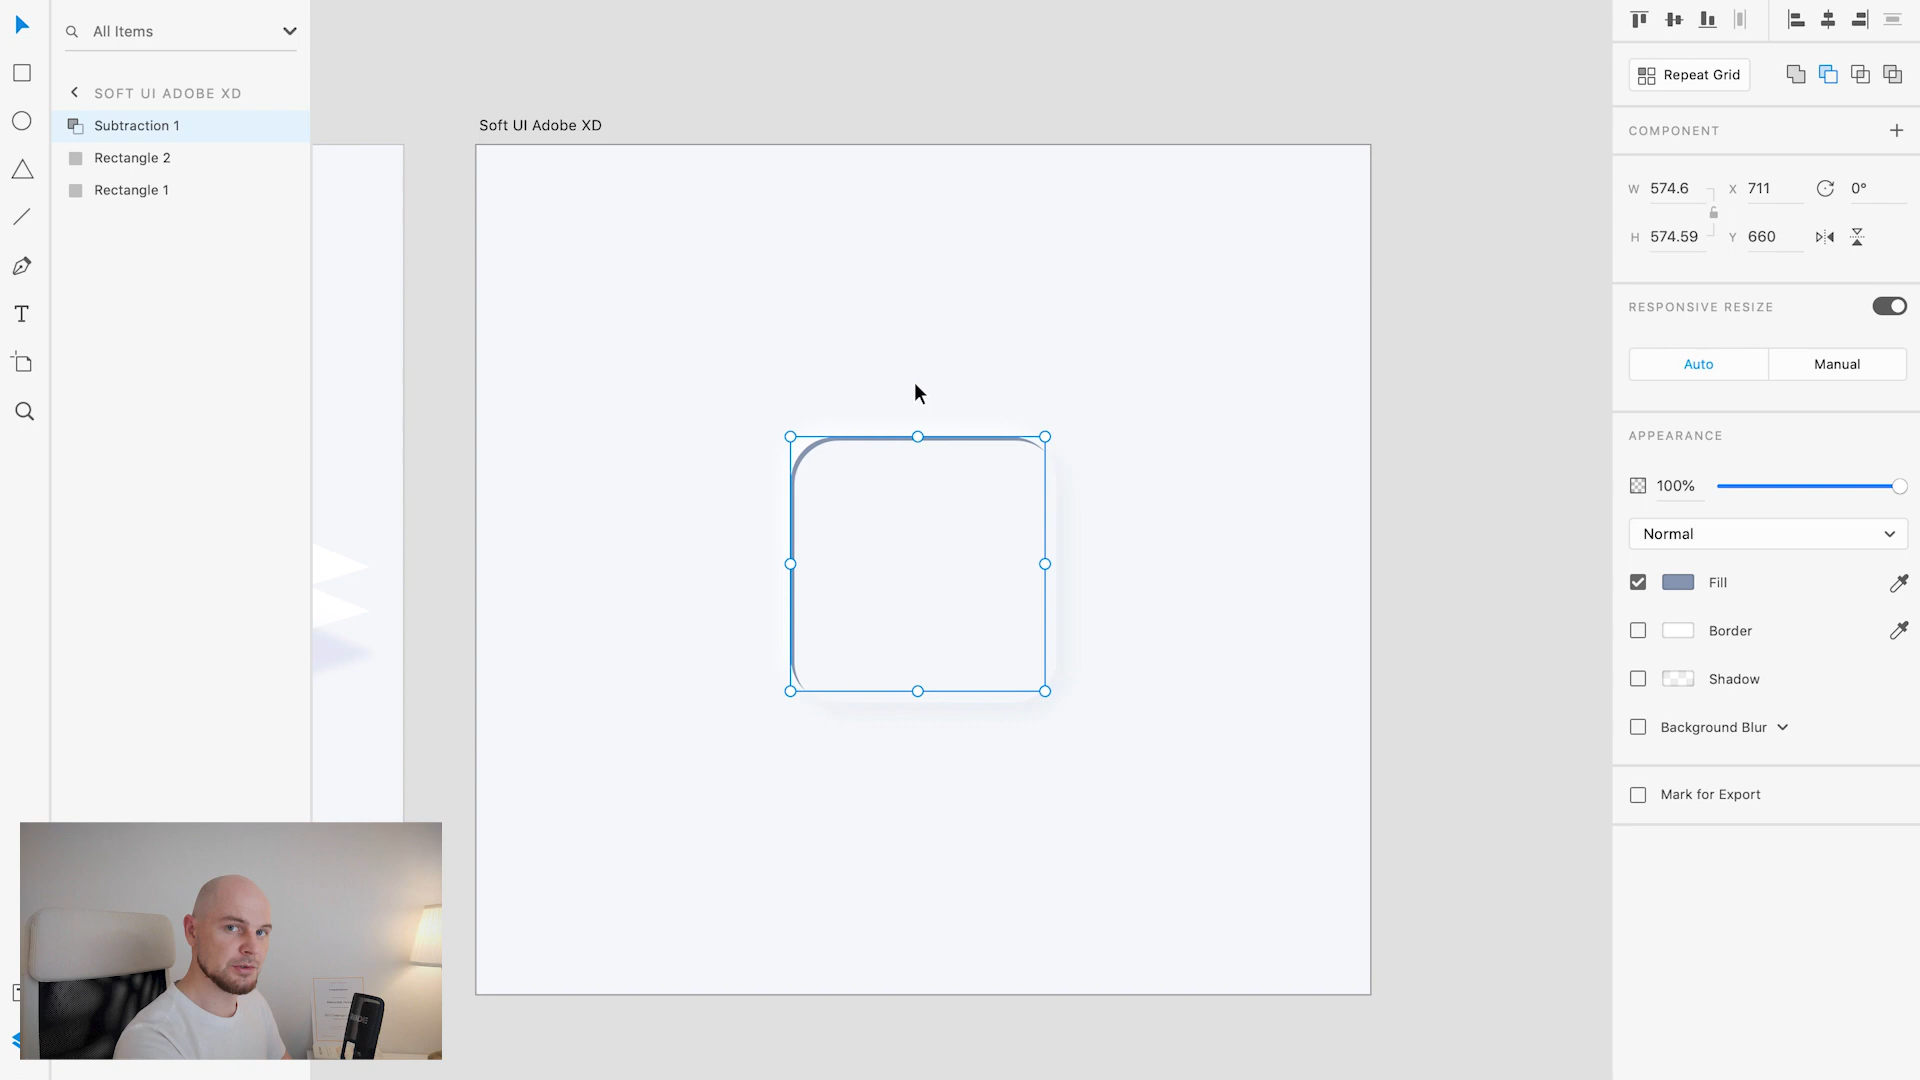 All Items
SOFT UI ADOBE XD
Subtraction 1
Rectangle 2
Rectangle 1
T
Soft UI Adobe XD
Repeat Grid
COMPONENT
W 574.6 X 711 0°
H 574.59 Y 660
RESPONSIVE RESIZE
Auto Manual
APPEARANCE
100%
Normal
Fill
Border
Shadow
Background Blur
Mark for Export